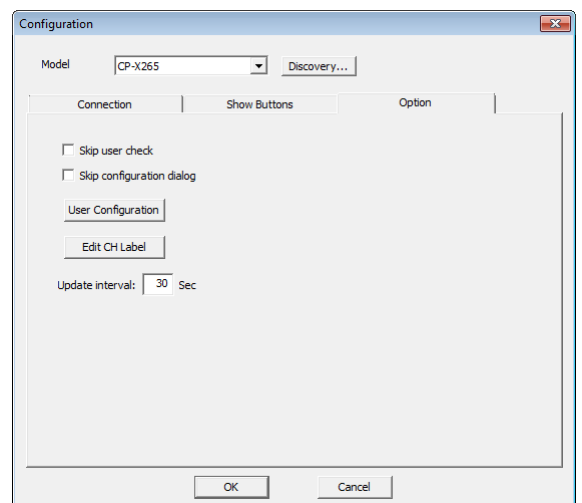 Configuration
Model CP-X265 Discovery...
Connection Show Buttons Option
Skip user check
Skip configuration dialog
User Configuration
Edit CH Label
Update interval: 30 Sec
OK Cancel